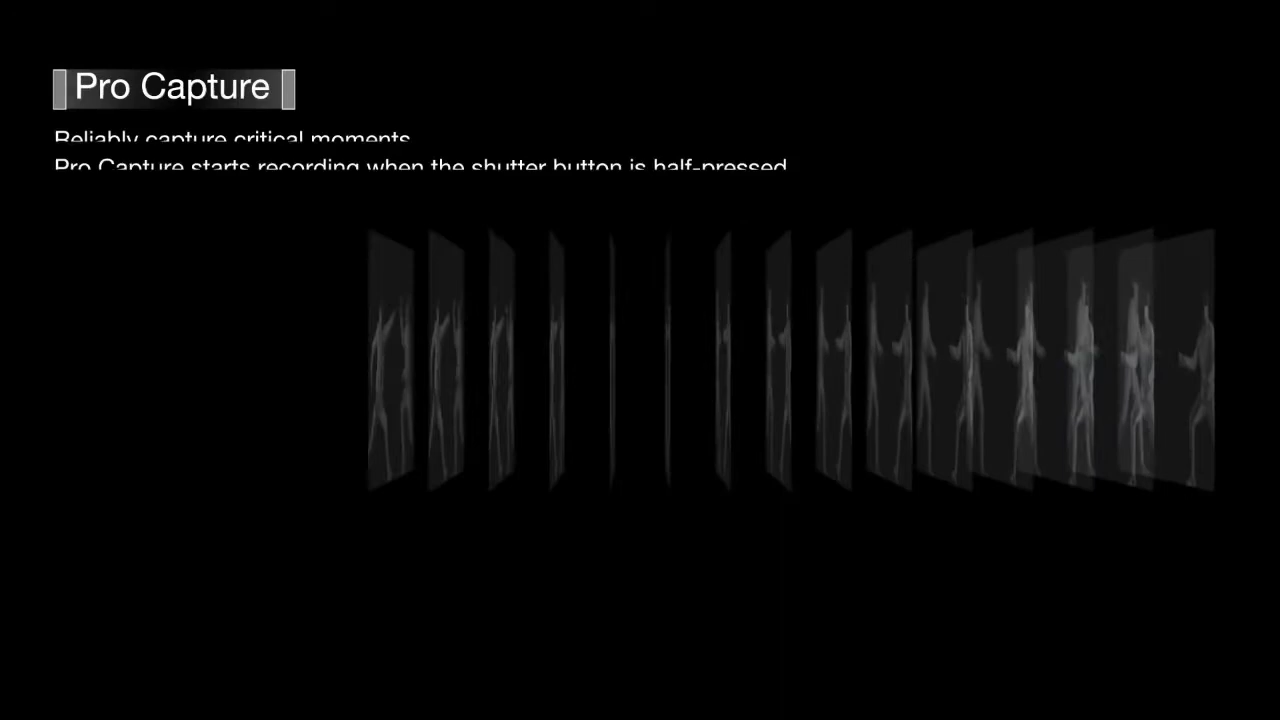 Pro Capture
Reliably capture critical moments
Pro Capture starts recording when the shutter button is half-pressed